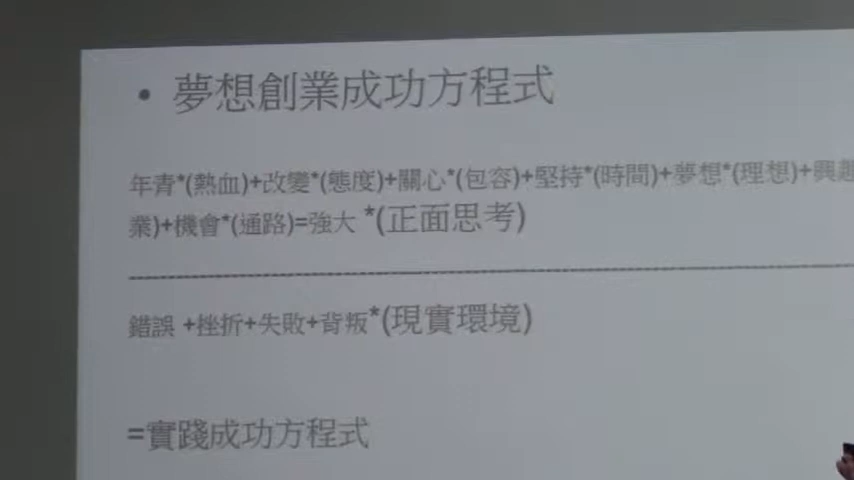 • 夢想創業成功方程式
年青*(熱血)+改變*(態度)+關心*(包容)+堅持*(時間)+夢想*(理想)+興趣
業)+機會*(通路)=強大 *(正面思考)
錯誤 +挫折+失敗+背叛*(現實環境)
=實踐成功方程式